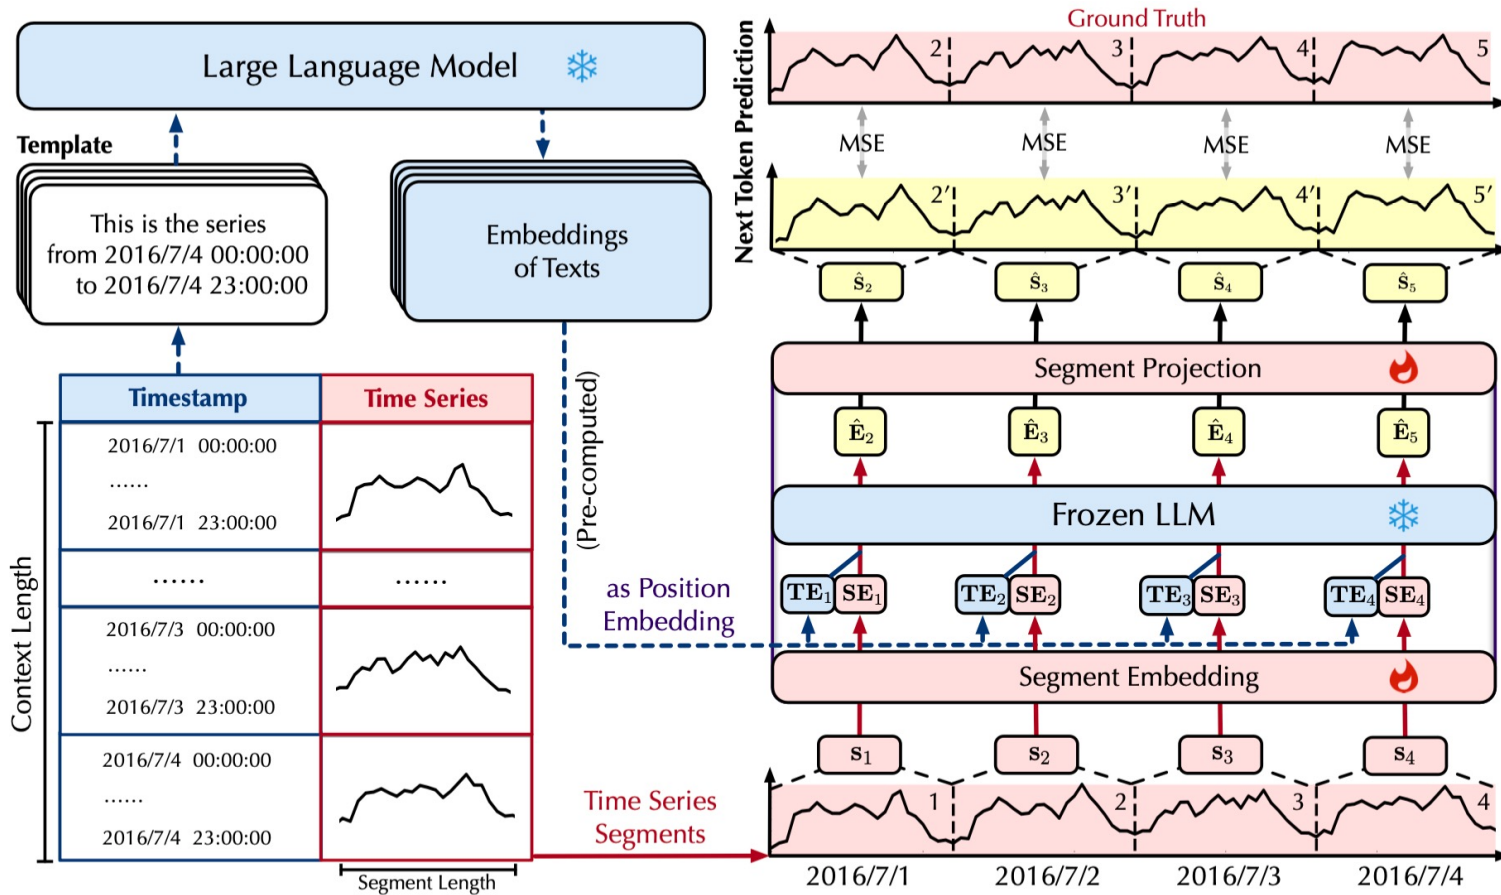 Large Language Model
Template
This is the series
from 2016/7/4 00:00:00
to 2016/7/4 23:00:00
Embeddings
of Texts
Timestamp
Time Series
2016/7/1 00:00:00
......
2016/7/1 23:00:00
......
......
2016/7/3 00:00:00
......
2016/7/3 23:00:00
2016/7/4 00:00:00
......
2016/7/4 23:00:00
Context Length
Segment Length
(Pre-computed)
as Position
Embedding
Time Series
Segments
Ground Truth
Next Token Prediction
2 3 4 5
MSE MSE MSE MSE
2′ 3′ 4′ 5′
ŝ₂ ŝ₃ ŝ₄ ŝ₅
Segment Projection
Ê₂ Ê₃ Ê₄ Ê₅
Frozen LLM
TE₁ SE₁ TE₂ SE₂ TE₃ SE₃ TE₄ SE₄
Segment Embedding
s₁ s₂ s₃ s₄
1 2 3 4
2016/7/1 2016/7/2 2016/7/3 2016/7/4